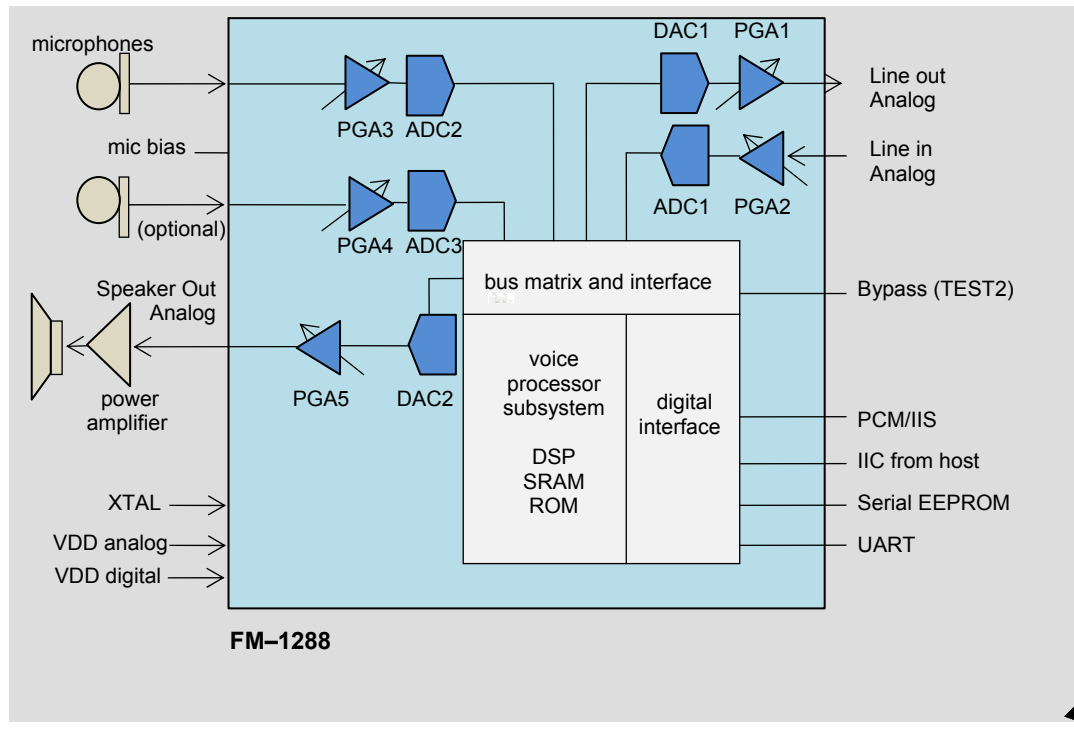 microphones
mic bias
(optional)
Speaker Out
Analog
power
amplifier
XTAL
VDD analog
VDD digital
PGA3 ADC2
PGA4 ADC3
PGA5 DAC2
DAC1 PGA1
ADC1 PGA2
bus matrix and interface
voice
processor
subsystem
DSP
SRAM
ROM
digital
interface
Line out
Analog
Line in
Analog
Bypass (TEST2)
PCM/IIS
IIC from host
Serial EEPROM
UART
FM–1288